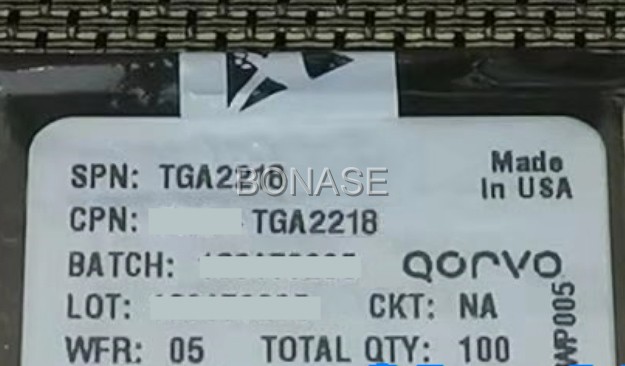 SPN: TGA2218
BONASE
Made
In USA
CPN: TGA2218
BATCH:
QORVO
LOT:
CKT: NA
WFR: 05
TOTAL QTY: 100
WP005